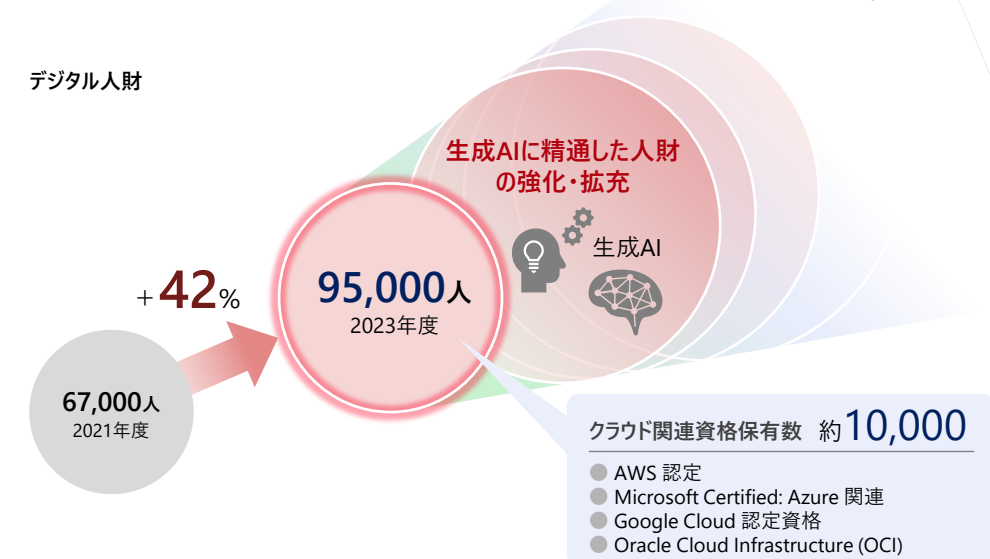 デジタル人財
生成AIに精通した人財
の強化・拡充
生成AI
+42%
95,000人
2023年度
67,000人
2021年度
クラウド関連資格保有数 約10,000
AWS 認定
Microsoft Certified: Azure 関連
Google Cloud 認定資格
Oracle Cloud Infrastructure (OCI)